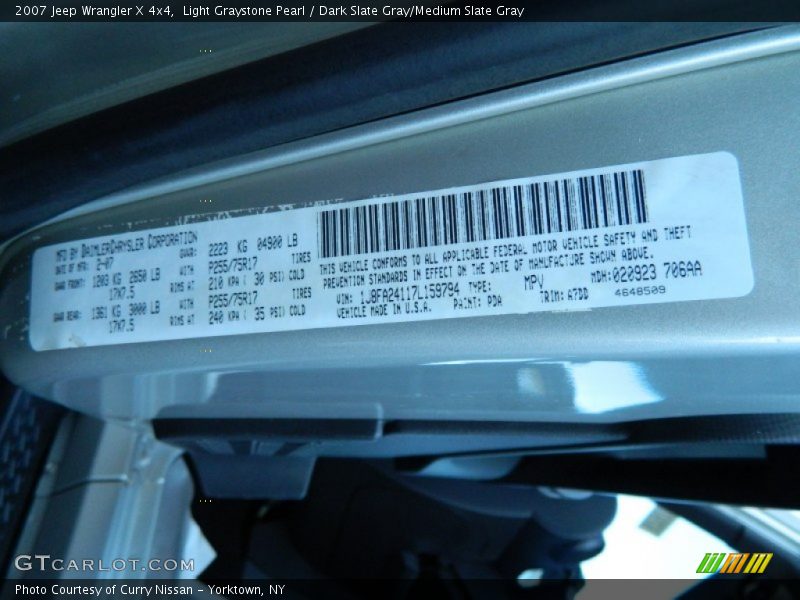 2007 Jeep Wrangler X 4x4,  Light Graystone Pearl / Dark Slate Gray/Medium Slate Gray
MFD BY DAIMLERCHRYSLER CORPORATION
DATE OF MFR: 2-07 GVWR: 2223 KG 04900 LB
GAWR FRONT: 1203 KG 2650 LB WITH P255/75R17 TIRES
17X7.5 RIMS AT 210 KPA ( 30 PSI) COLD
GAWR REAR: 1361 KG 3000 LB WITH P255/75R17 TIRES
17X7.5 RIMS AT 240 KPA ( 35 PSI) COLD
THIS VEHICLE CONFORMS TO ALL APPLICABLE FEDERAL MOTOR VEHICLE SAFETY AND THEFT
PREVENTION STANDARDS IN EFFECT ON THE DATE OF MANUFACTURE SHOWN ABOVE.
VIN: 1J8FA24117L159794 TYPE: MPV MDH: 020923 706AA
VEHICLE MADE IN U.S.A. PAINT: PDA TRIM: A7DD 4648509
GTCARLOT.COM
Photo Courtesy of Curry Nissan - Yorktown, NY